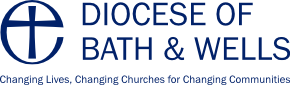 DIOCESE OF
BATH & WELLS
Changing Lives, Changing Churches for Changing Communities